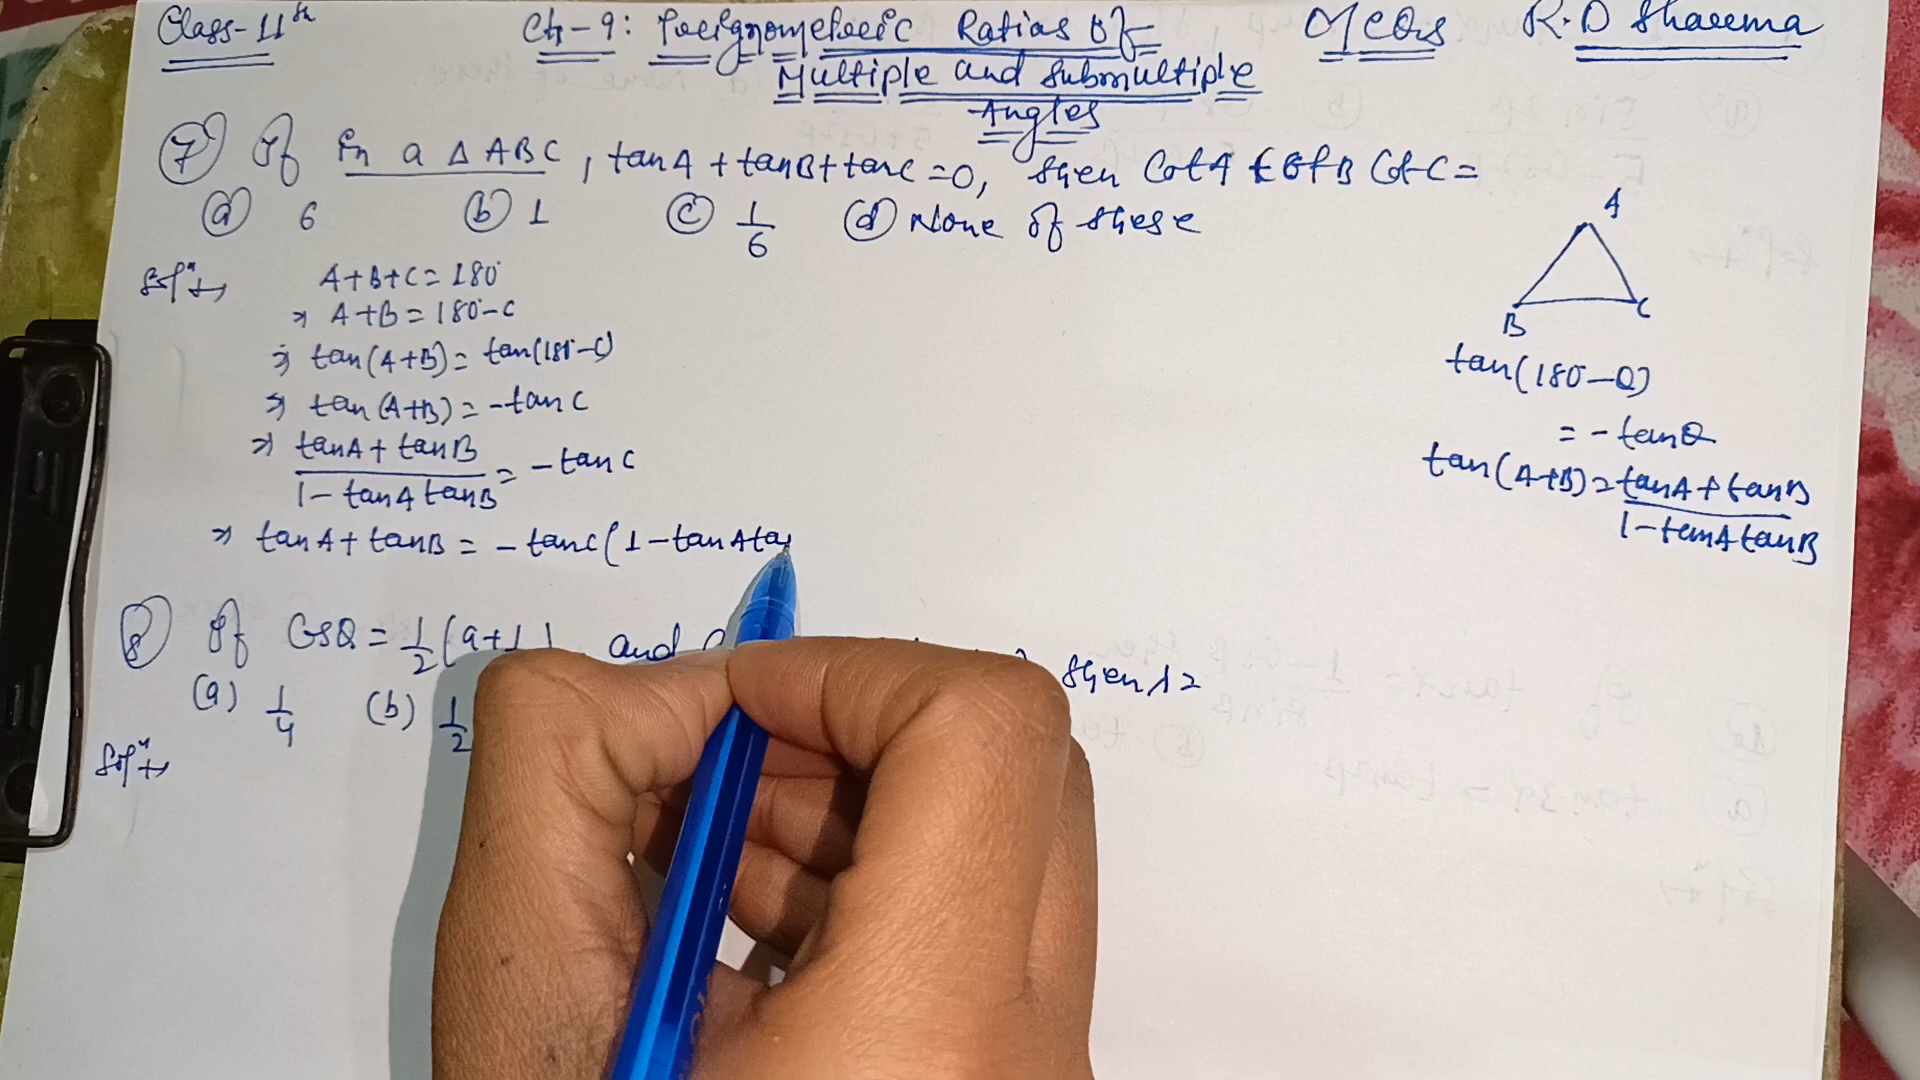 Class-11th Ch-9: Trigonometric Ratios Of MCQs R.D Sharma
Multiple and Submultiple
Angles
(7) If in a Δ ABC, tanA + tanB + tanC = 0, then CotA CotB CotC =
(a) 6 (b) 1 (c) 1/6 (d) None of these
A
B C
Solⁿ→ A+B+C = 180°
⇒ A+B = 180°-C
⇒ tan(A+B) = tan(180°-C)
⇒ tan(A+B) = -tanC
⇒ (tanA + tanB)/(1 - tanA tanB) = -tanC
⇒ tanA + tanB = -tanC(1 - tanAta
tan(180°-θ)
= -tanθ
tan(A+B) = (tanA + tanB)/(1 - tanA tanB)
(8) If Cosθ = 1/2 (a+1 and then λ =
(a) 1/4 (b) 1/2
Solⁿ→